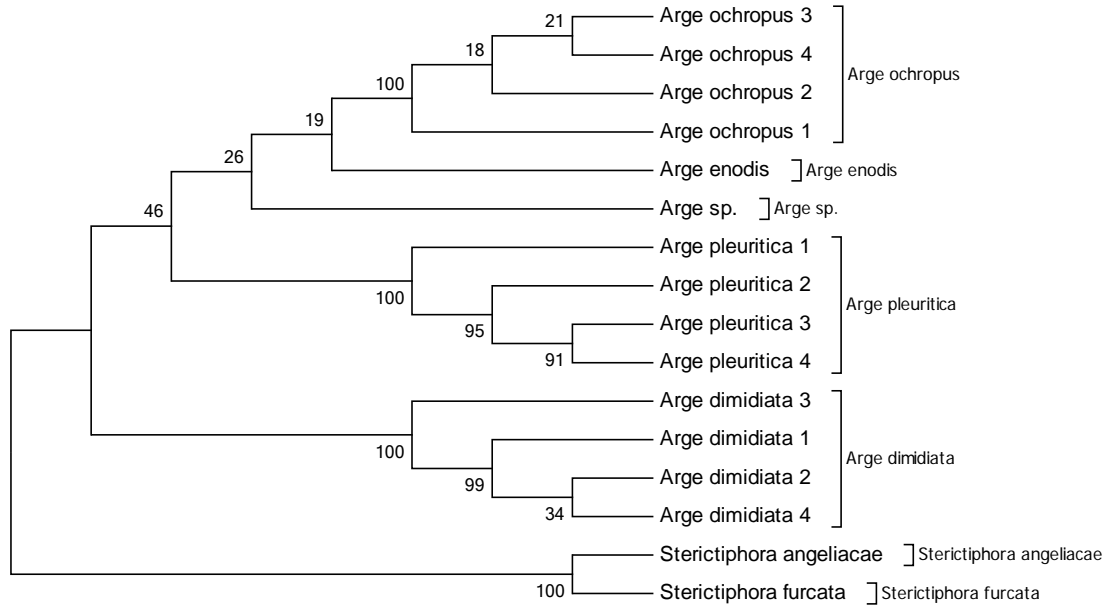 21
Arge ochropus 3
18
Arge ochropus 4
Arge ochropus
100
Arge ochropus 2
19
Arge ochropus 1
26
Arge enodis
Arge enodis
46
Arge sp.
Arge sp.
Arge pleuritica 1
100
Arge pleuritica 2
Arge pleuritica
95
Arge pleuritica 3
91
Arge pleuritica 4
Arge dimidiata 3
100
Arge dimidiata 1
Arge dimidiata
99
Arge dimidiata 2
34
Arge dimidiata 4
Sterictiphora angeliacae
Sterictiphora angeliacae
100
Sterictiphora furcata
Sterictiphora furcata